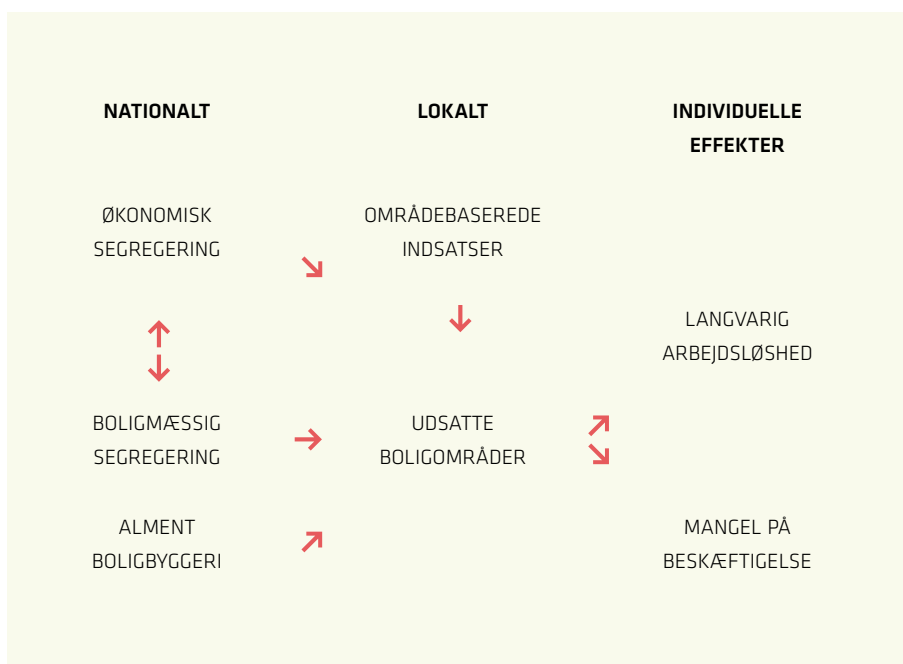 NATIONALT
LOKALT
INDIVIDUELLE
EFFEKTER
ØKONOMISK
SEGREGERING
OMRÅDEBASEREDE
INDSATSER
LANGVARIG
ARBEJDSLØSHED
BOLIGMÆSSIG
SEGREGERING
UDSATTE
BOLIGOMRÅDER
ALMENT
BOLIGBYGGERI
MANGEL PÅ
BESKÆFTIGELSE